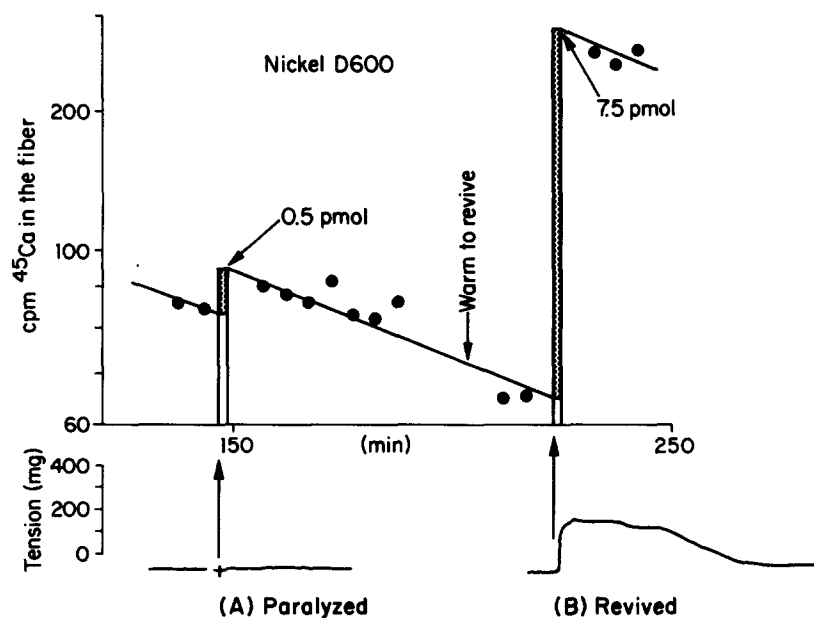 Nickel D600
200
7.5 pmol
0.5 pmol
100
Warm to revive
cpm 45Ca in the fiber
60
150
(min)
250
400
200
0
Tension (mg)
(A) Paralyzed
(B) Revived